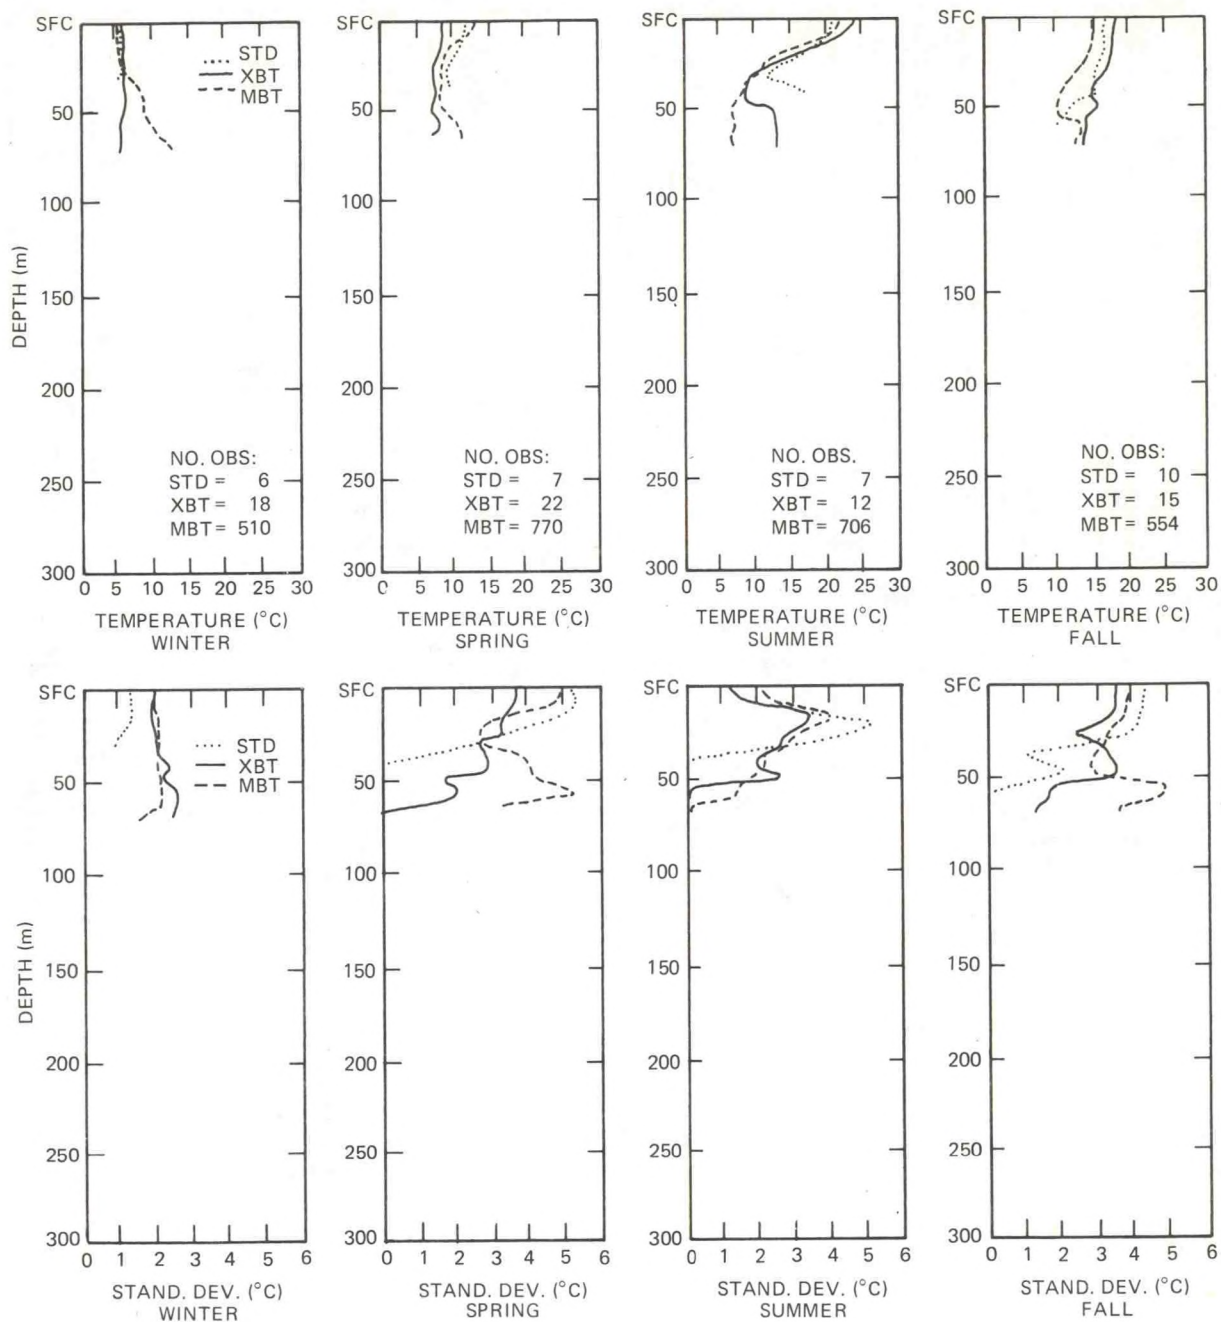 SFC
50
100
150
200
250
300
DEPTH (m)
STD
XBT
MBT
NO. OBS:
STD = 6
XBT = 18
MBT = 510
0 5 10 15 20 25 30
TEMPERATURE (°C)
WINTER
SFC
50
100
150
200
250
300
NO. OBS:
STD = 7
XBT = 22
MBT = 770
0 5 10 15 20 25 30
TEMPERATURE (°C)
SPRING
SFC
50
100
150
200
250
300
NO. OBS.
STD = 7
XBT = 12
MBT = 706
0 5 10 15 20 25 30
TEMPERATURE (°C)
SUMMER
SFC
50
100
150
200
250
300
NO. OBS:
STD = 10
XBT = 15
MBT = 554
0 5 10 15 20 25 30
TEMPERATURE (°C)
FALL
SFC
50
100
150
200
250
300
DEPTH (m)
STD
XBT
MBT
0 1 2 3 4 5 6
STAND. DEV. (°C)
WINTER
SFC
50
100
150
200
250
300
0 1 2 3 4 5 6
STAND. DEV. (°C)
SPRING
SFC
50
100
150
200
250
300
0 1 2 3 4 5 6
STAND. DEV. (°C)
SUMMER
SFC
50
100
150
200
250
300
0 1 2 3 4 5 6
STAND. DEV. (°C)
FALL